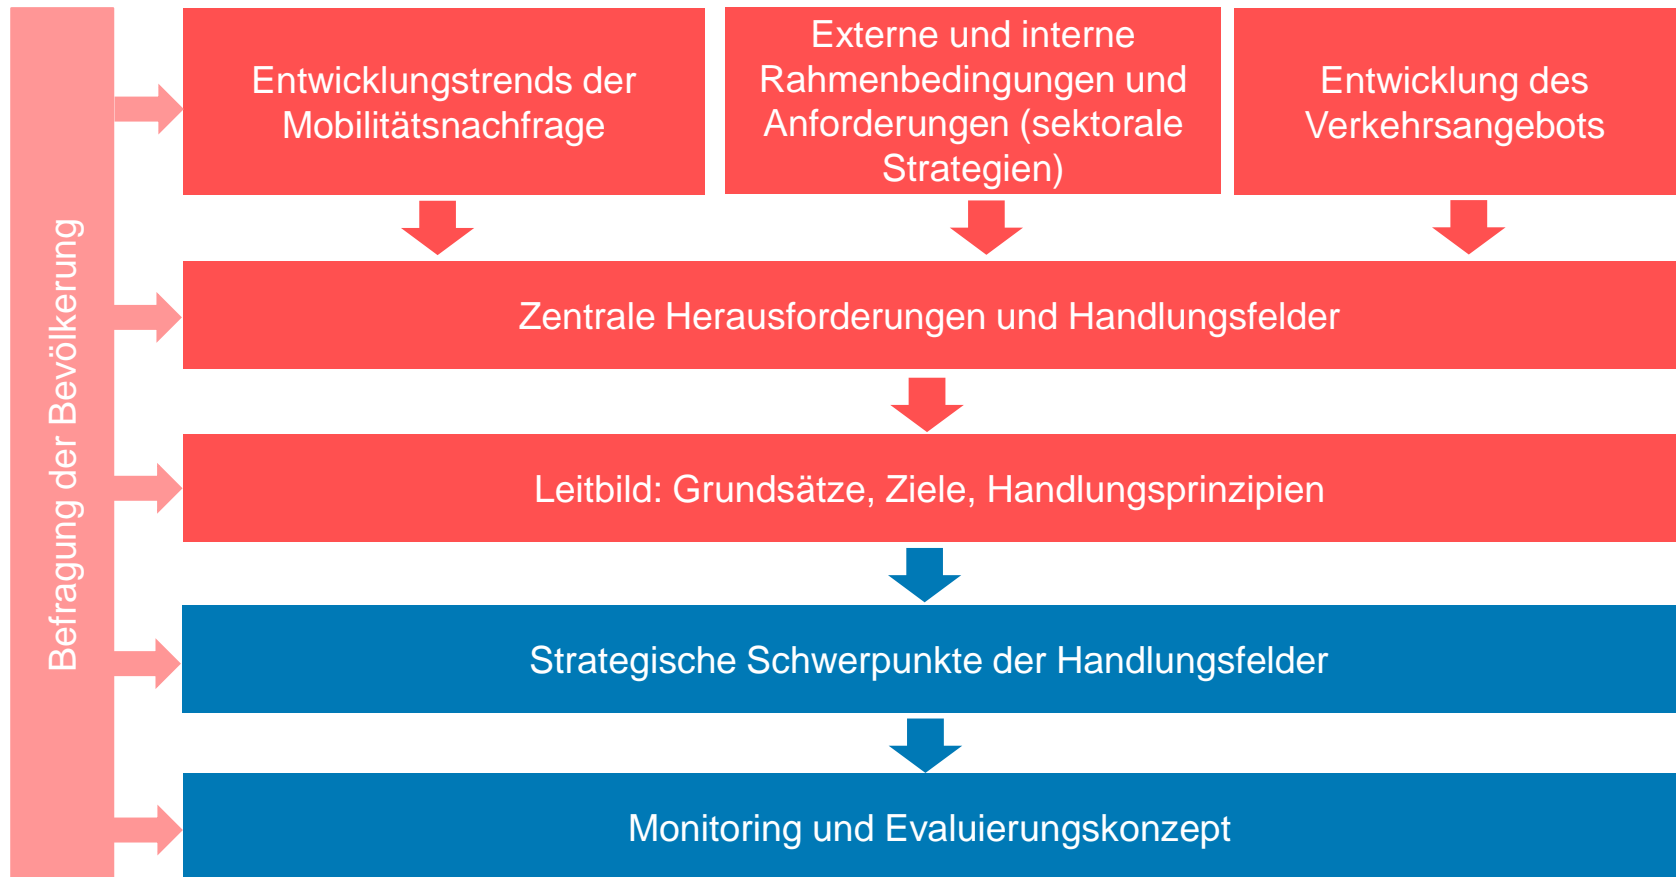 Befragung der Bevölkerung
Entwicklungstrends der
Mobilitätsnachfrage
Externe und interne
Rahmenbedingungen und
Anforderungen (sektorale
Strategien)
Entwicklung des
Verkehrsangebots
Zentrale Herausforderungen und Handlungsfelder
Leitbild: Grundsätze, Ziele, Handlungsprinzipien
Strategische Schwerpunkte der Handlungsfelder
Monitoring und Evaluierungskonzept